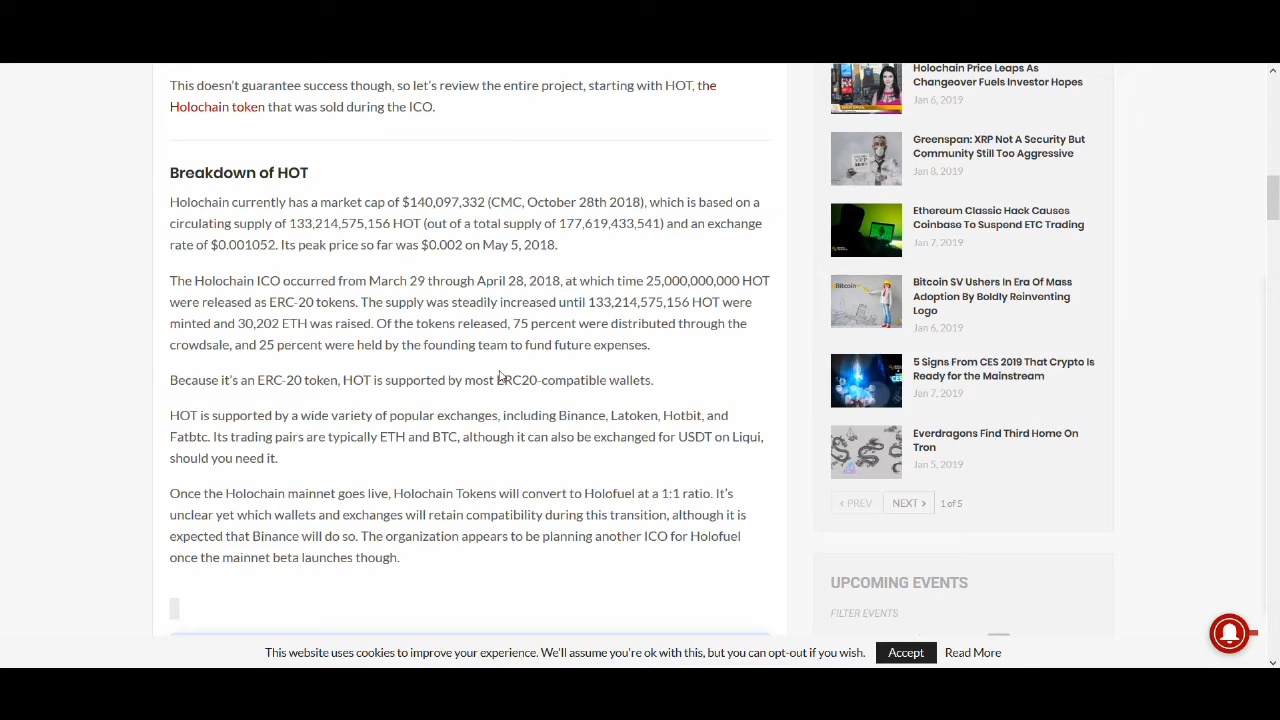 This doesn't guarantee success though, so let's review the entire project, starting with HOT, the
Holochain token that was sold during the ICO.
Breakdown of HOT
Holochain currently has a market cap of $140,097,332 (CMC, October 28th 2018), which is based on a
circulating supply of 133,214,575,156 HOT (out of a total supply of 177,619,433,541) and an exchange
rate of $0.001052. Its peak price so far was $0.002 on May 5, 2018.
The Holochain ICO occurred from March 29 through April 28, 2018, at which time 25,000,000,000 HOT
were released as ERC-20 tokens. The supply was steadily increased until 133,214,575,156 HOT were
minted and 30,202 ETH was raised. Of the tokens released, 75 percent were distributed through the
crowdsale, and 25 percent were held by the founding team to fund future expenses.
Because it's an ERC-20 token, HOT is supported by most ERC20-compatible wallets.
HOT is supported by a wide variety of popular exchanges, including Binance, Latoken, Hotbit, and
Fatbtc. Its trading pairs are typically ETH and BTC, although it can also be exchanged for USDT on Liqui,
should you need it.
Once the Holochain mainnet goes live, Holochain Tokens will convert to Holofuel at a 1:1 ratio. It's
unclear yet which wallets and exchanges will retain compatibility during this transition, although it is
expected that Binance will do so. The organization appears to be planning another ICO for Holofuel
once the mainnet beta launches though.
Holochain Price Leaps As
Changeover Fuels Investor Hopes
Jan 6, 2019
Greenspan: XRP Not A Security But
Community Still Too Aggressive
Jan 8, 2019
Ethereum Classic Hack Causes
Coinbase To Suspend ETC Trading
Jan 7, 2019
Bitcoin
Bitcoin SV Ushers In Era Of Mass
Adoption By Boldly Reinventing
Logo
Jan 6, 2019
5 Signs From CES 2019 That Crypto Is
Ready for the Mainstream
Jan 7, 2019
Everdragons Find Third Home On
Tron
Jan 5, 2019
PREV NEXT 1 of 5
UPCOMING EVENTS
FILTER EVENTS
This website uses cookies to improve your experience. We'll assume you're ok with this, but you can opt-out if you wish. Accept Read More